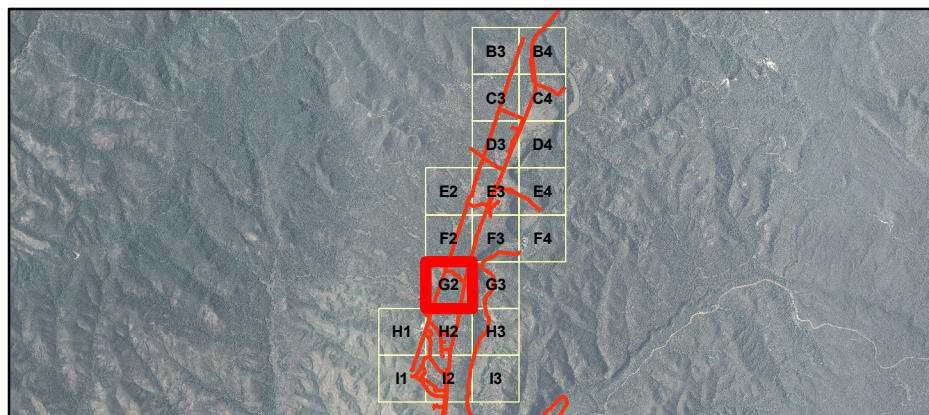 B3 B4
C3 C4
D3 D4
E2 E3 E4
F2 F3 F4
G2 G3
H1 H2 H3
I1 I2 I3